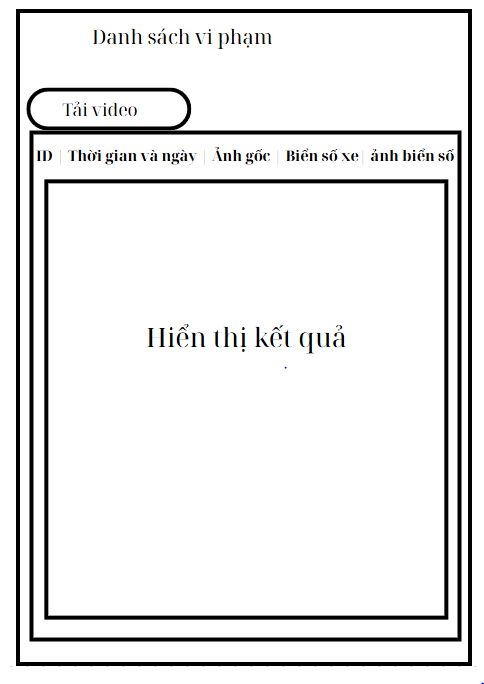 Danh sách vi phạm
Tải video
ID | Thời gian và ngày | Ảnh gốc | Biển số xe | ảnh biển số
Hiển thị kết quả